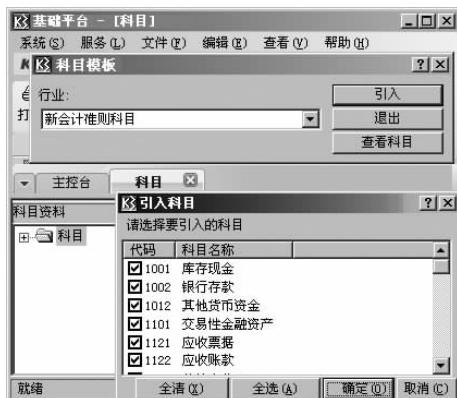 K3 基础平台 - [科目]
系统(S) 服务(L) 文件(F) 编辑(E) 查看(V) 帮助(H)
K3 科目模板
行业:
引入
新会计准则科目
退出
查看科目
打
主控台 科目
科目资料
科目
K3 引入科目
请选择要引入的科目
代码 科目名称
1001 库存现金
1002 银行存款
1012 其他货币资金
1101 交易性金融资产
1121 应收票据
1122 应收账款
就绪
全清(X) 全选(A) 确定(O) 取消(C)